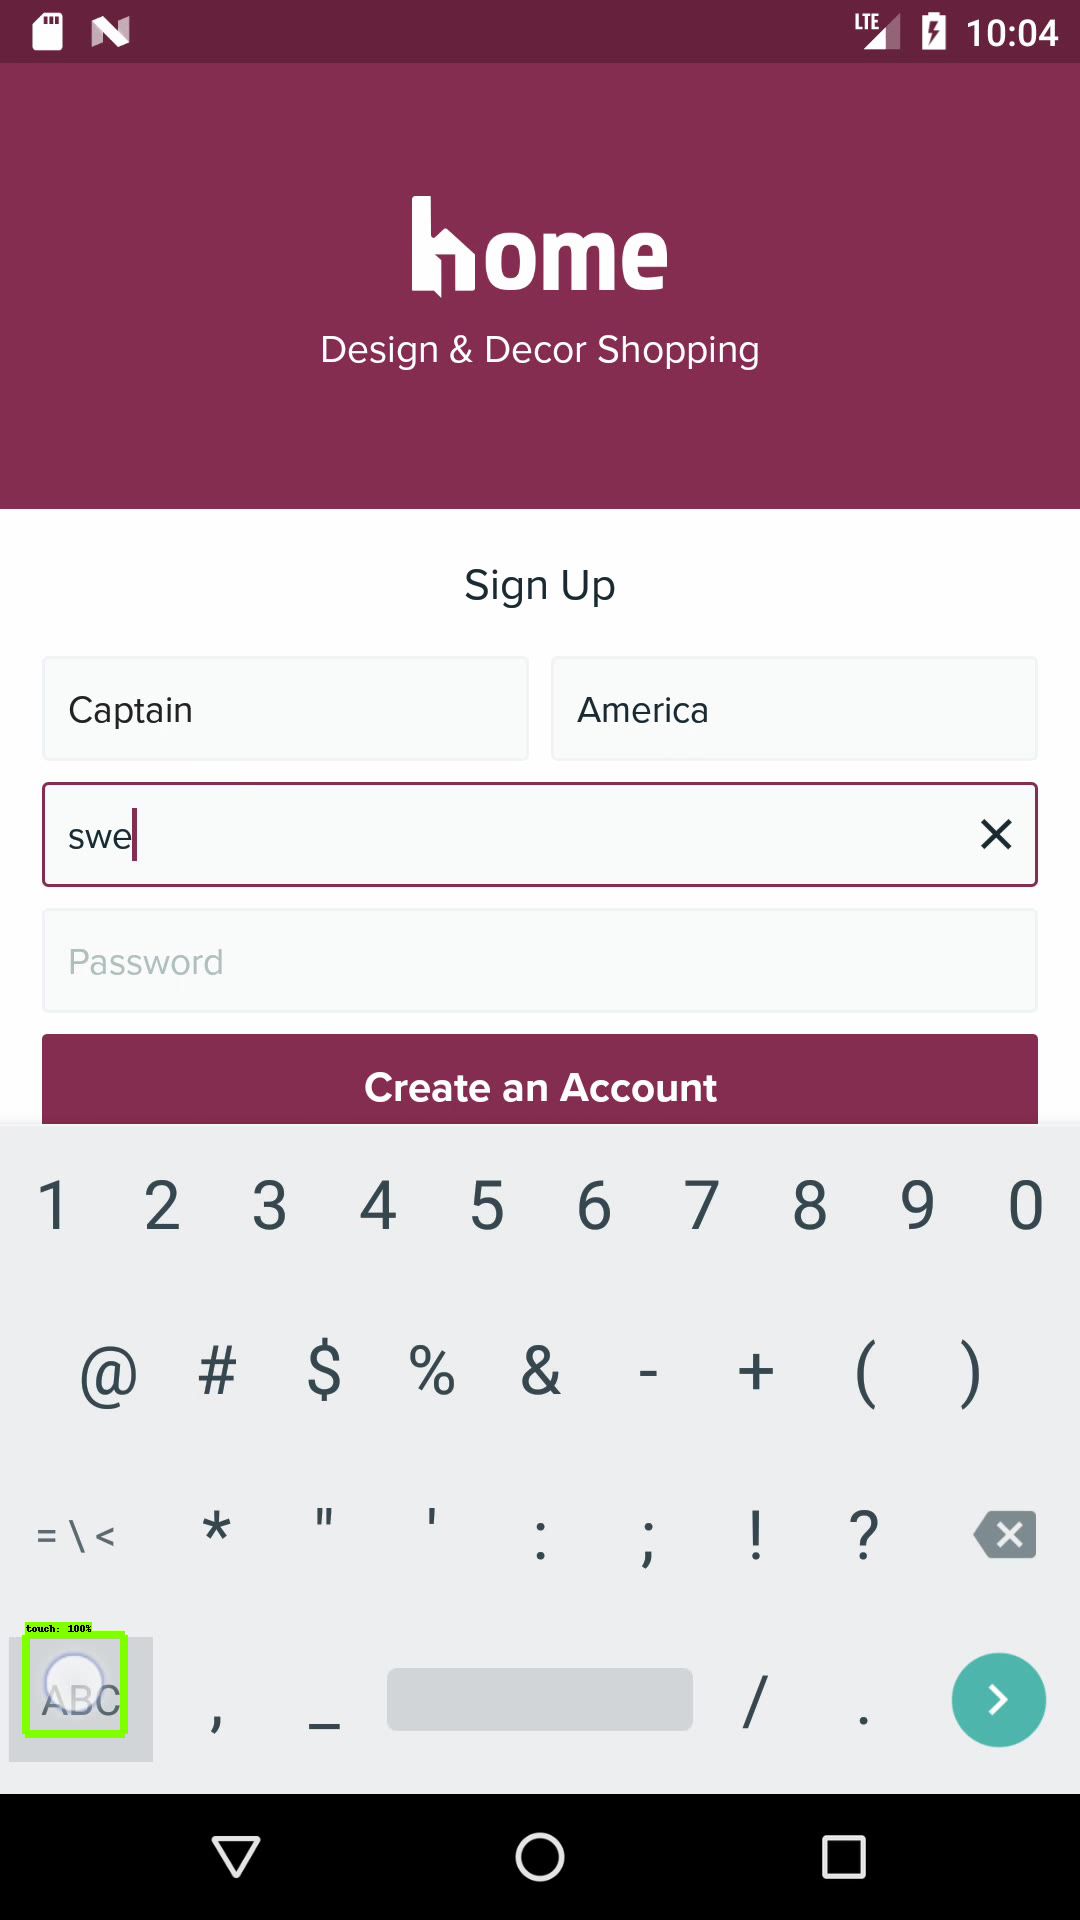 LTE 10:04
home
Design & Decor Shopping
Sign Up
Captain America
swe
Password
Create an Account
1 2 3 4 5 6 7 8 9 0
@ # $ % & - + ( )
= \ < * " ' : ; ! ?
touch: 100%
ABC , _ / .